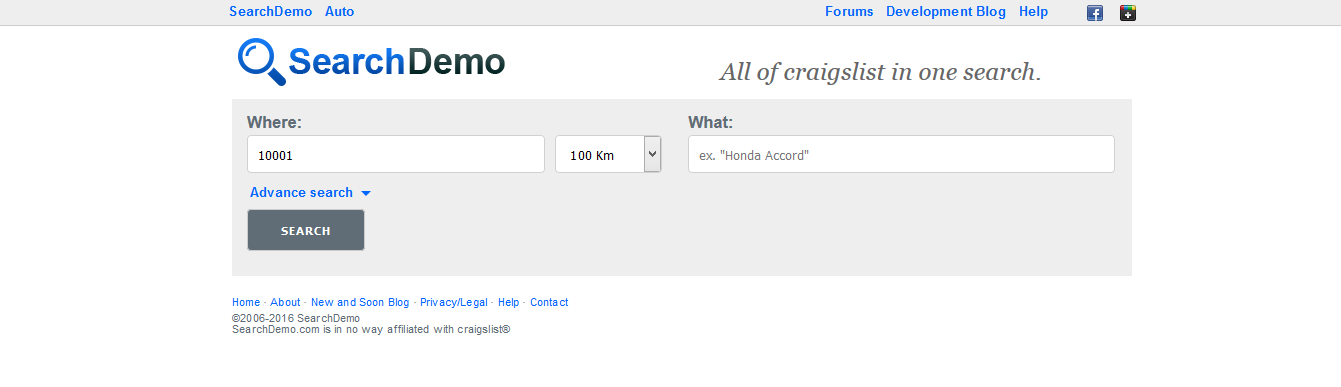 SearchDemo Auto Forums Development Blog Help
SearchDemo
All of craigslist in one search.
Where: What:
10001 100 Km ex. "Honda Accord"
Advance search
SEARCH
Home · About · New and Soon Blog · Privacy/Legal · Help · Contact
©2006-2016 SearchDemo
SearchDemo.com is in no way affiliated with craigslist®